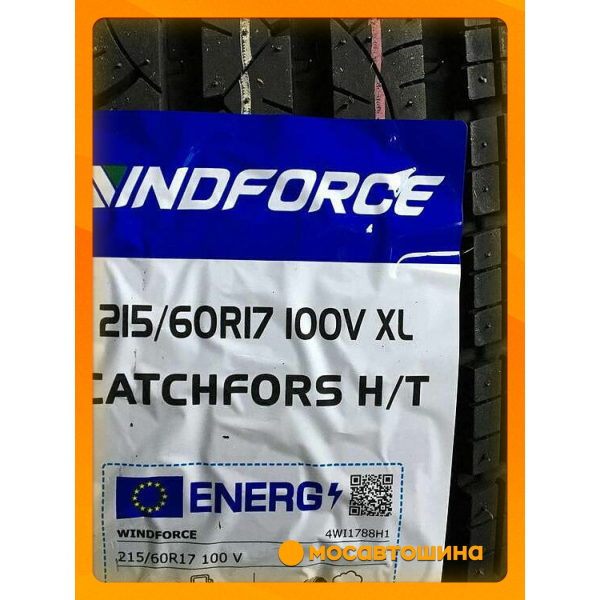 WINDFORCE
215/60R17 100V XL
CATCHFORS H/T
ENERG
WINDFORCE 4WI1788H1
215/60R17 100 V
мосавтошина